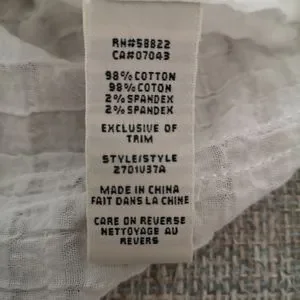 RN#58822
CA#07043
98% COTTON
98% COTON
2% SPANDEX
2% SPANDEX
EXCLUSIVE OF
TRIM
STYLE/STYLE
2701U37A
MADE IN CHINA
FAIT DANS LA CHINE
CARE ON REVERSE
NETTOYAGE AU
REVERS